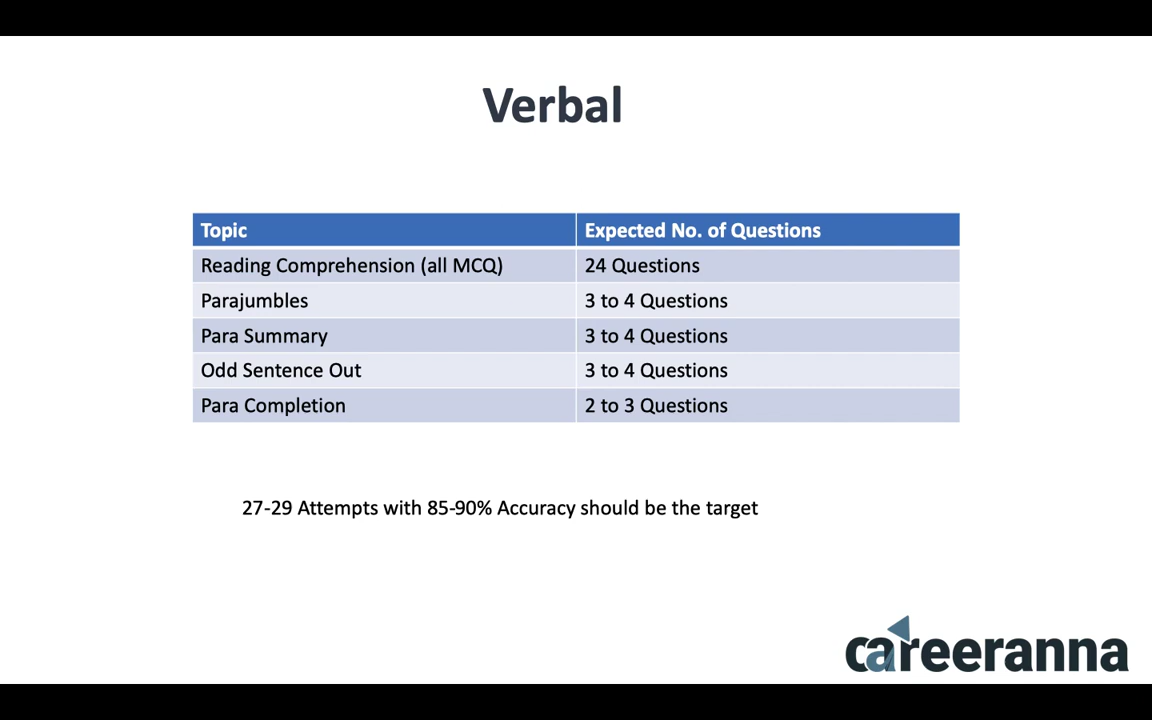 Verbal
Topic Expected No. of Questions
Reading Comprehension (all MCQ) 24 Questions
Parajumbles 3 to 4 Questions
Para Summary 3 to 4 Questions
Odd Sentence Out 3 to 4 Questions
Para Completion 2 to 3 Questions
27-29 Attempts with 85-90% Accuracy should be the target
careeranna